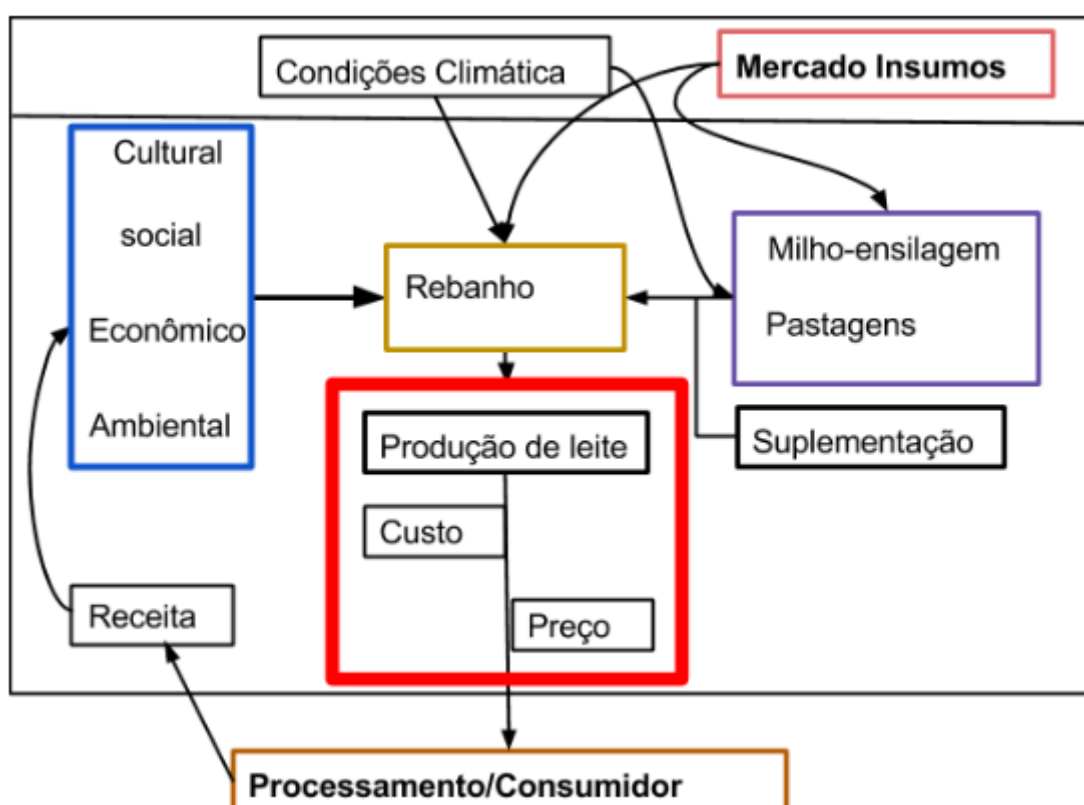 Condições Climática
Mercado Insumos
Cultural
social
Econômico
Ambiental
Rebanho
Milho-ensilagem
Pastagens
Produção de leite
Suplementação
Custo
Receita
Preço
Processamento/Consumidor